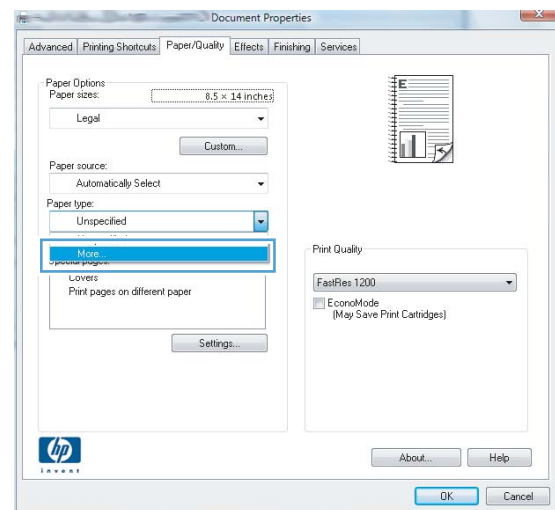 Document Properties
Advanced Printing Shortcuts Paper/Quality Effects Finishing Services
Paper Options
Paper sizes: 8.5 × 14 inches
Legal
Custom...
Paper source:
Automatically Select
Paper type:
Unspecified
More...
Covers
Print pages on different paper
Settings...
E
Print Quality
FastRes 1200
EconoMode
(May Save Print Cartridges)
hp
invent
About... Help
OK Cancel